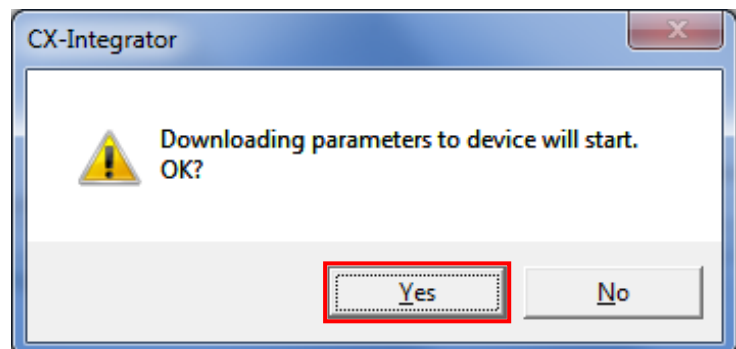 CX-Integrator
Downloading parameters to device will start.
OK?
Yes
No